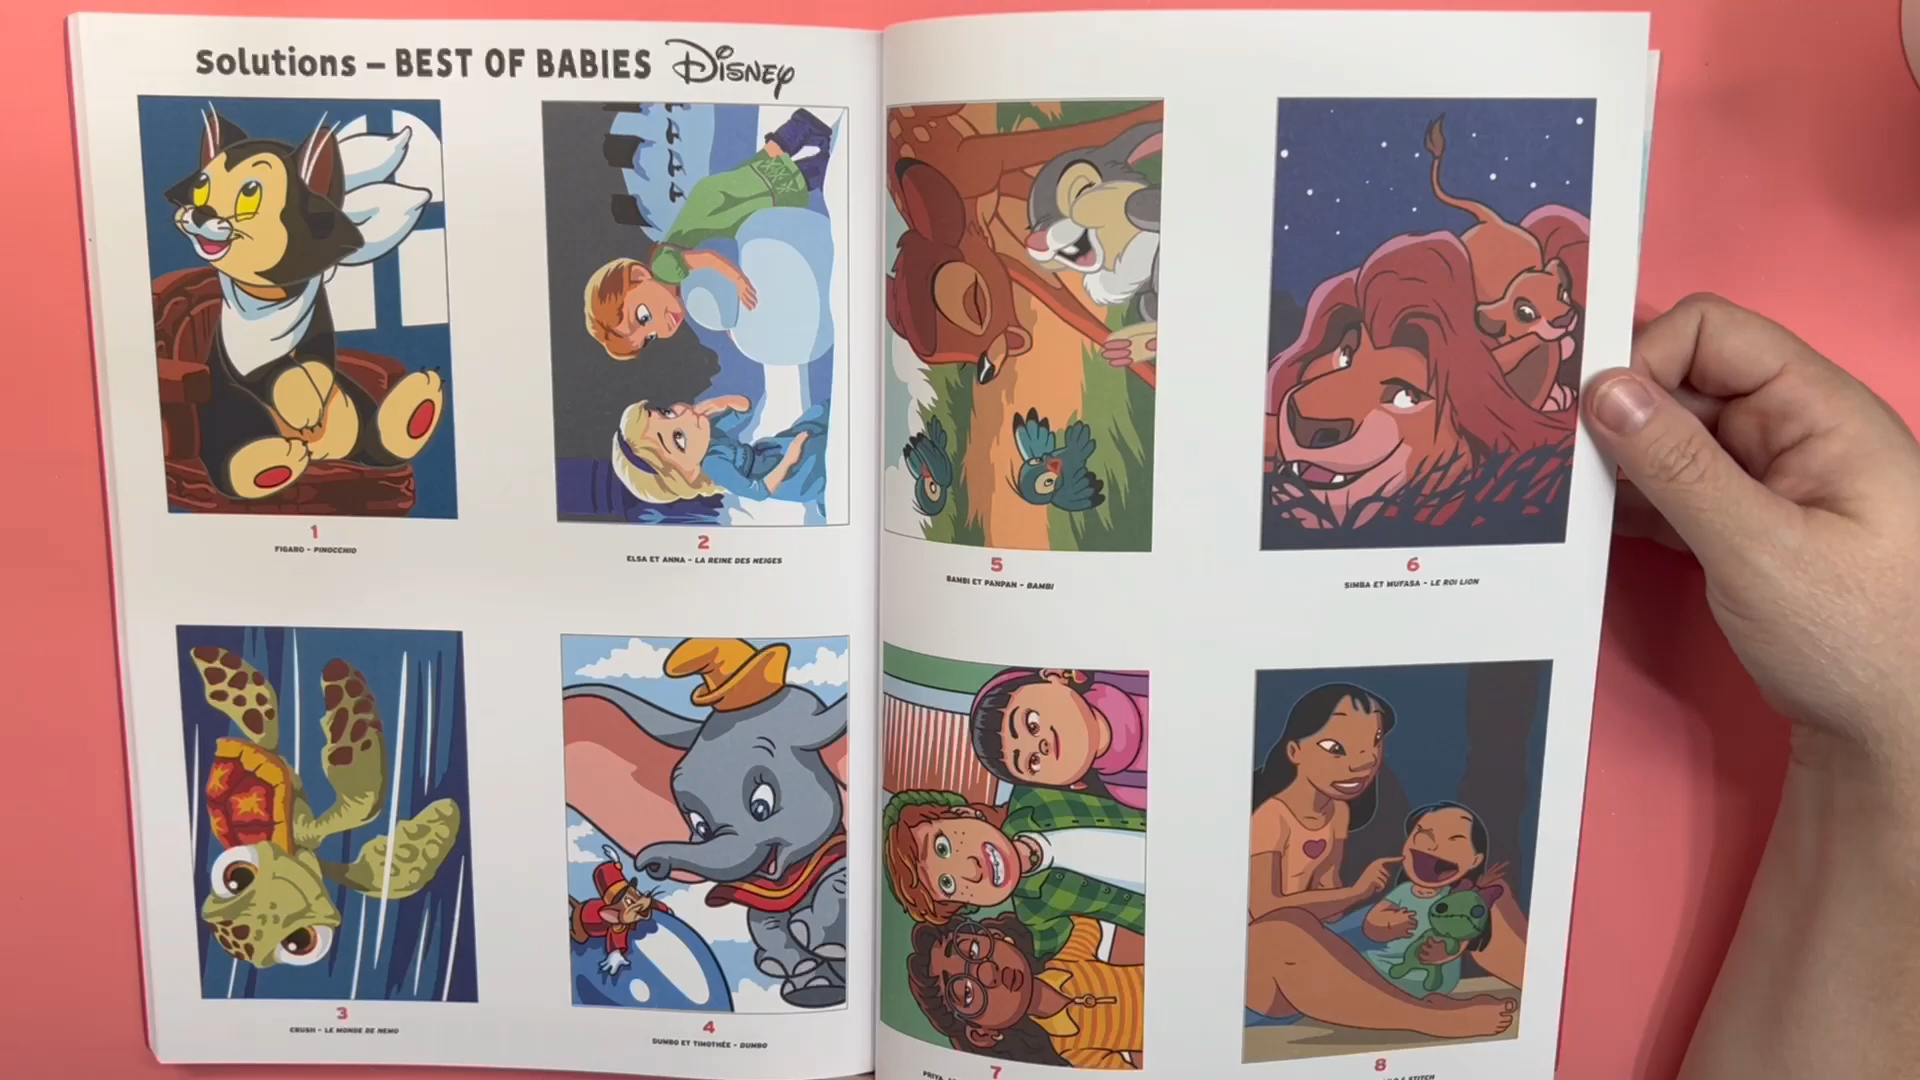 Solutions – BEST OF BABIES Disney
1
FIGARO - PINOCCHIO
2
ELSA ET ANNA - LA REINE DES NEIGES
5
BAMBI ET PANPAN - BAMBI
6
SIMBA ET MUFASA - LE ROI LION
3
CRUSH - LE MONDE DE NEMO
4
DUMBO ET TIMOTHÉE - DUMBO
7
PRIYA,
8
& STITCH